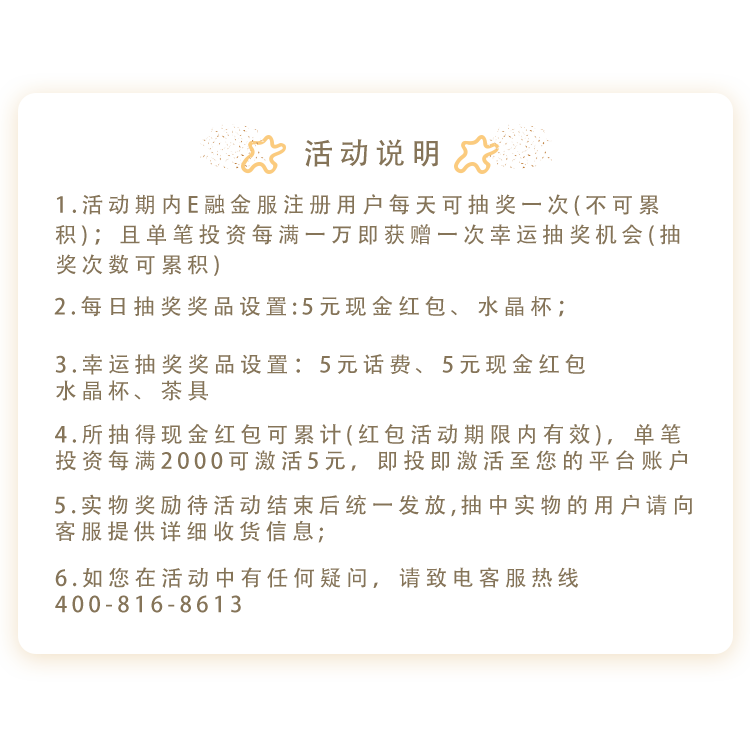 活动说明
1.活动期内E融金服注册用户每天可抽奖一次(不可累
积)；且单笔投资每满一万即获赠一次幸运抽奖机会(抽
奖次数可累积)
2.每日抽奖奖品设置:5元现金红包、水晶杯；
3.幸运抽奖奖品设置：5元话费、5元现金红包
水晶杯、茶具
4.所抽得现金红包可累计(红包活动期限内有效)，单笔
投资每满2000可激活5元，即投即激活至您的平台账户
5.实物奖励待活动结束后统一发放,抽中实物的用户请向
客服提供详细收货信息；
6.如您在活动中有任何疑问，请致电客服热线
400-816-8613